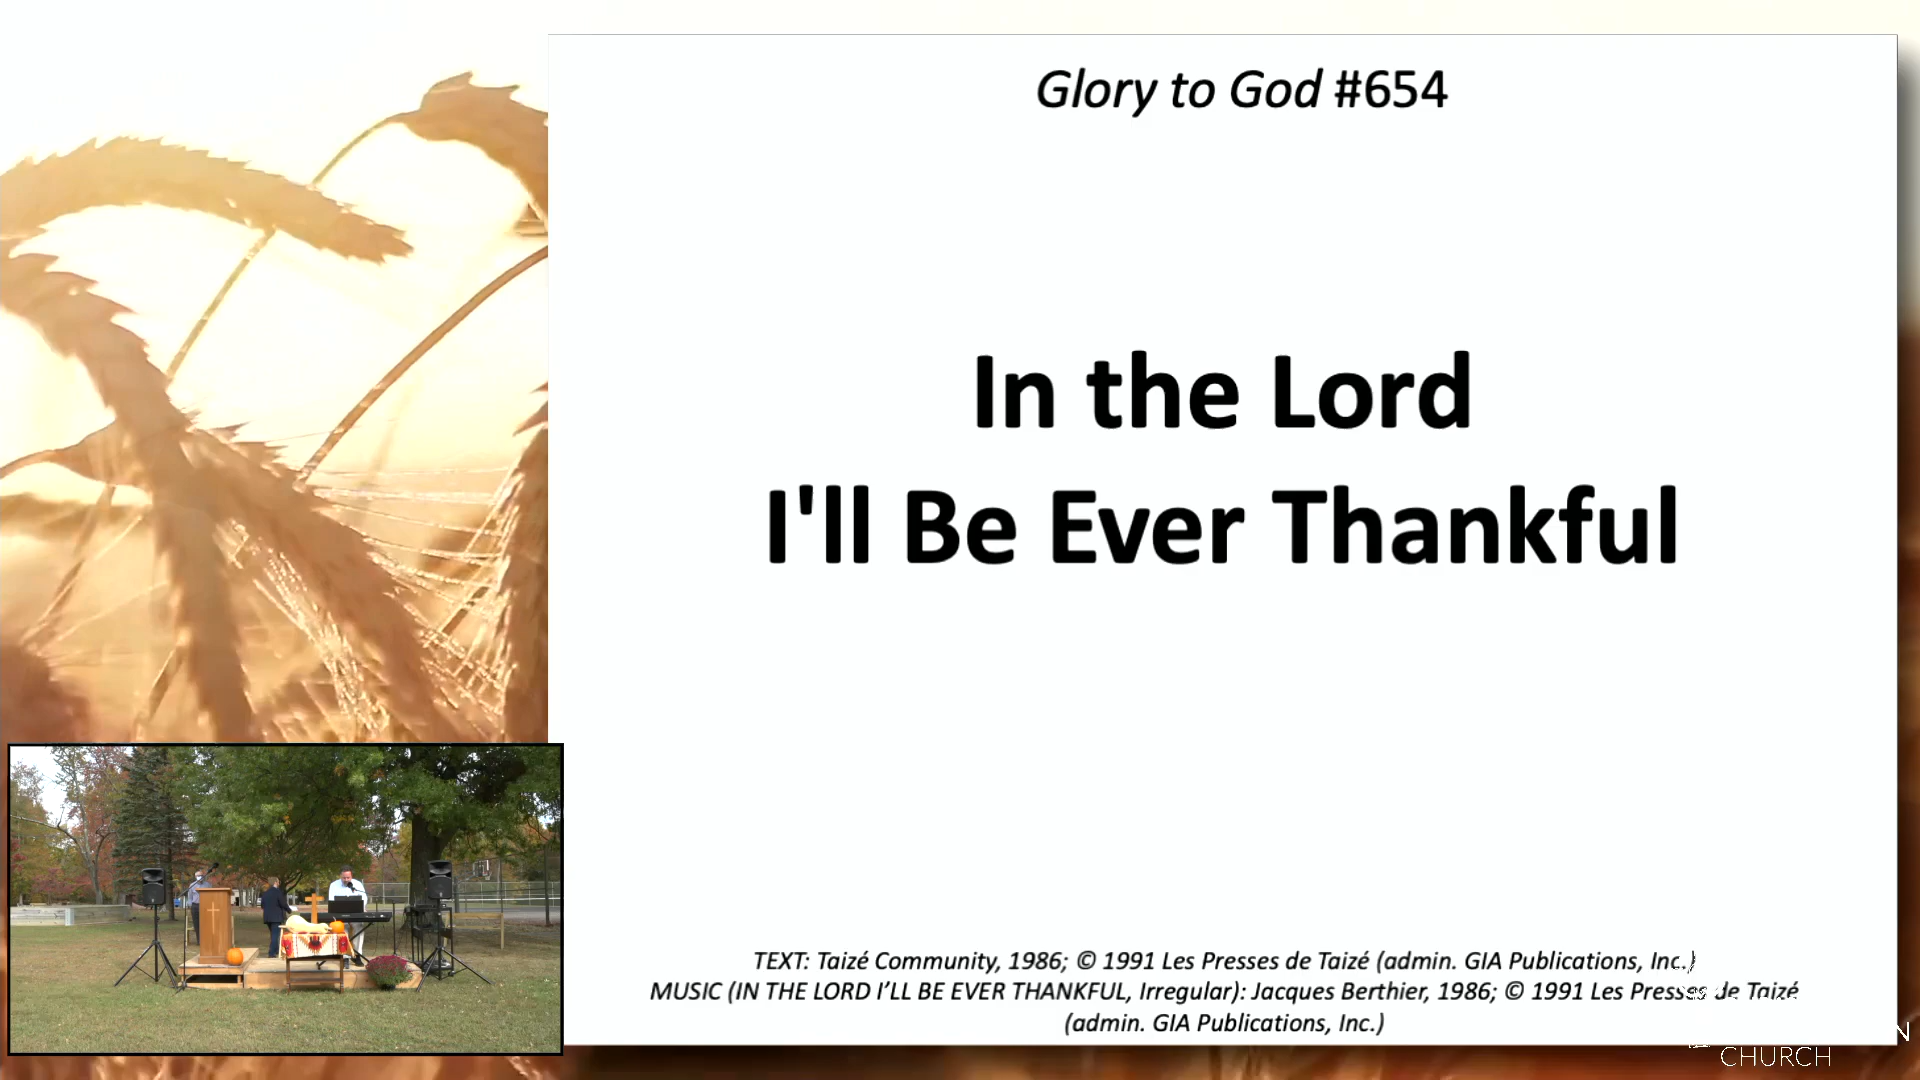 Glory to God #654
In the Lord
I'll Be Ever Thankful
TEXT: Taizé Community, 1986; © 1991 Les Presses de Taizé (admin. GIA Publications, Inc.)
MUSIC (IN THE LORD I’LL BE EVER THANKFUL, Irregular): Jacques Berthier, 1986; © 1991 Les Presses de Taizé
(admin. GIA Publications, Inc.)
CHURCH